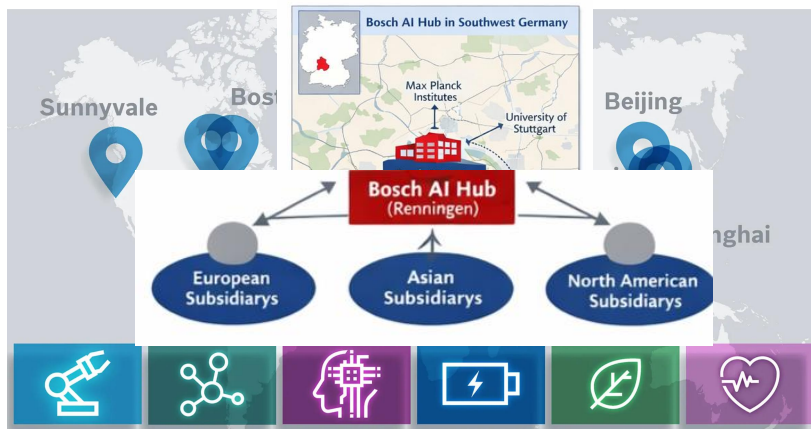 Bosch AI Hub in Southwest Germany
Sunnyvale
Bost
Max Planck
Institutes
University of
Stuttgart
Beijing
nghai
Bosch AI Hub
(Renningen)
European
Subsidiarys
Asian
Subsidiarys
North American
Subsidiarys